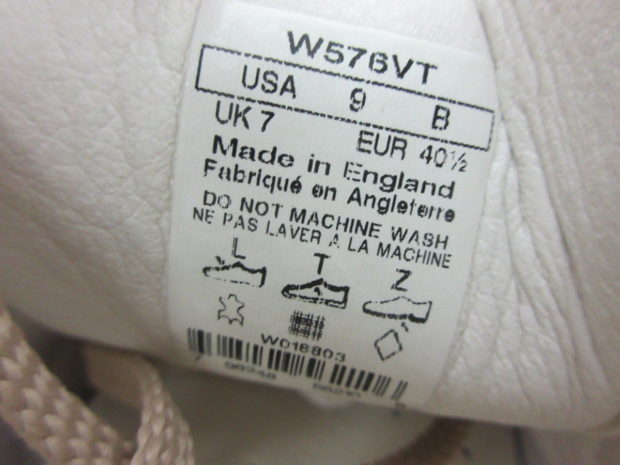 W576VT
USA 9 B
UK 7 EUR 40½
Made in England
Fabriqué en Angleterre
DO NOT MACHINE WASH
NE PAS LAVER A LA MACHINE
L T Z
W018803